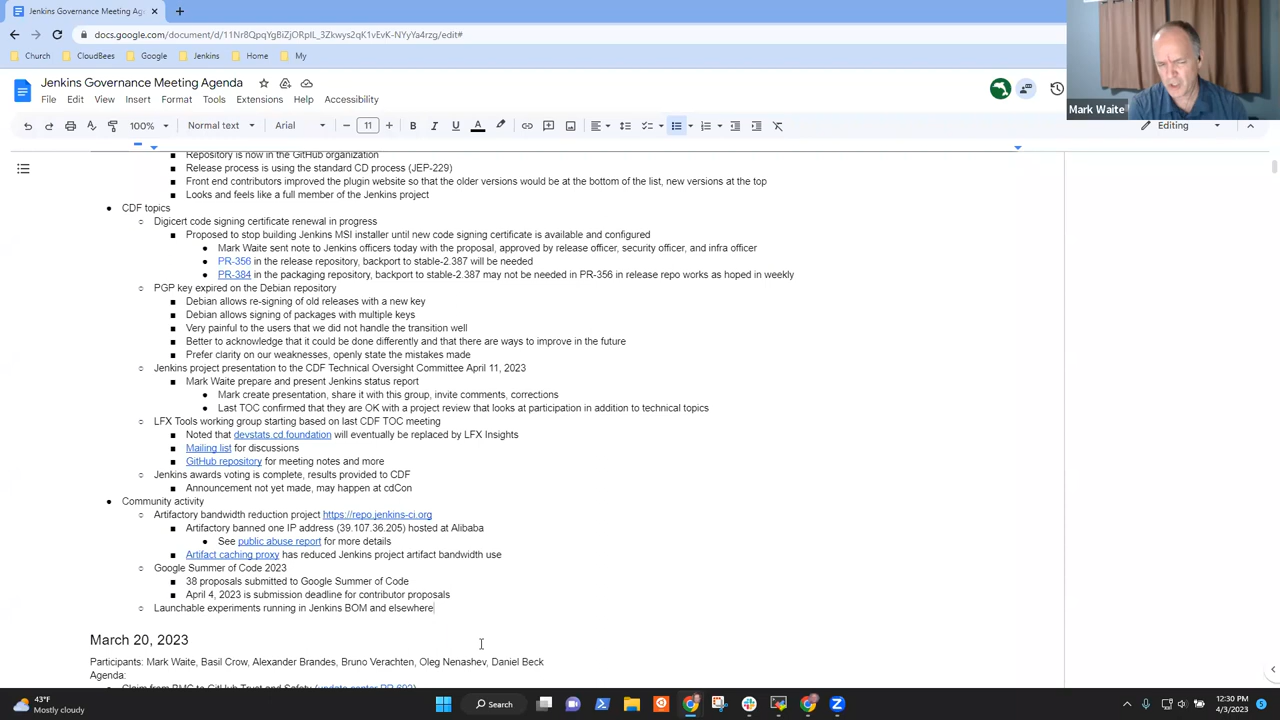 Jenkins Governance Meeting Ag
docs.google.com/document/d/11Nr8QpqYgBiZjORpIL_3Zkwys2qK1vEvK-NYyYa4rzg/edit#
Church
CloudBees
Google
Jenkins
Home
My
Jenkins Governance Meeting Agenda
File Edit View Insert Format Tools Extensions Help Accessibility
Mark Waite
100%
Normal text
Arial
11
Editing
Repository is now in the GitHub organization
Release process is using the standard CD process (JEP-229)
Front end contributors improved the plugin website so that the older versions would be at the bottom of the list, new versions at the top
Looks and feels like a full member of the Jenkins project
CDF topics
Digicert code signing certificate renewal in progress
Proposed to stop building Jenkins MSI installer until new code signing certificate is available and configured
Mark Waite sent note to Jenkins officers today with the proposal, approved by release officer, security officer, and infra officer
PR-356 in the release repository, backport to stable-2.387 will be needed
PR-384 in the packaging repository, backport to stable-2.387 may not be needed in PR-356 in release repo works as hoped in weekly
PGP key expired on the Debian repository
Debian allows re-signing of old releases with a new key
Debian allows signing of packages with multiple keys
Very painful to the users that we did not handle the transition well
Better to acknowledge that it could be done differently and that there are ways to improve in the future
Prefer clarity on our weaknesses, openly state the mistakes made
Jenkins project presentation to the CDF Technical Oversight Committee April 11, 2023
Mark Waite prepare and present Jenkins status report
Mark create presentation, share it with this group, invite comments, corrections
Last TOC confirmed that they are OK with a project review that looks at participation in addition to technical topics
LFX Tools working group starting based on last CDF TOC meeting
Noted that devstats.cd.foundation will eventually be replaced by LFX Insights
Mailing list for discussions
GitHub repository for meeting notes and more
Jenkins awards voting is complete, results provided to CDF
Announcement not yet made, may happen at cdCon
Community activity
Artifactory bandwidth reduction project https://repo.jenkins-ci.org
Artifactory banned one IP address (39.107.36.205) hosted at Alibaba
See public abuse report for more details
Artifact caching proxy has reduced Jenkins project artifact bandwidth use
Google Summer of Code 2023
38 proposals submitted to Google Summer of Code
April 4, 2023 is submission deadline for contributor proposals
Launchable experiments running in Jenkins BOM and elsewhere
March 20, 2023
Participants: Mark Waite, Basil Crow, Alexander Brandes, Bruno Verachten, Oleg Nenashev, Daniel Beck
Agenda:
Claim from BMC to GitHub Trust and Safety (update center PR-692)
43°F
Mostly cloudy
Search
12:30 PM
4/3/2023